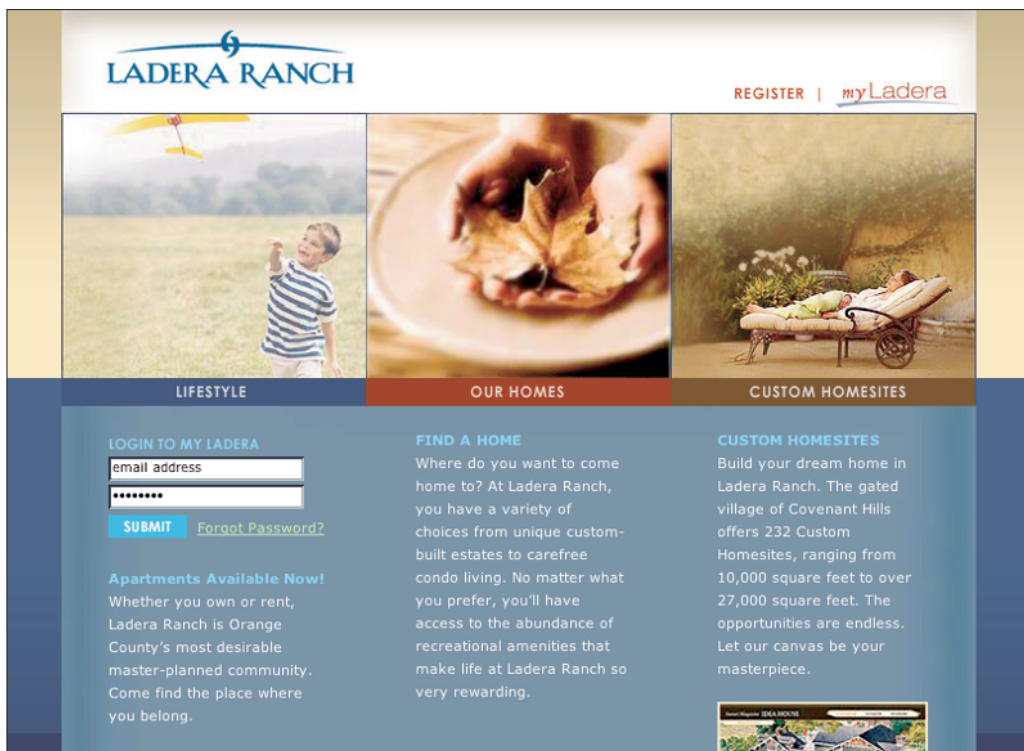 LADERA RANCH
REGISTER | myLadera
LIFESTYLE
OUR HOMES
CUSTOM HOMESITES
LOGIN TO MY LADERA
email address
••••••••
SUBMIT Forgot Password?
Apartments Available Now!
Whether you own or rent,
Ladera Ranch is Orange
County's most desirable
master-planned community.
Come find the place where
you belong.
FIND A HOME
Where do you want to come
home to? At Ladera Ranch,
you have a variety of
choices from unique custom-
built estates to carefree
condo living. No matter what
you prefer, you'll have
access to the abundance of
recreational amenities that
make life at Ladera Ranch so
very rewarding.
CUSTOM HOMESITES
Build your dream home in
Ladera Ranch. The gated
village of Covenant Hills
offers 232 Custom
Homesites, ranging from
10,000 square feet to over
27,000 square feet. The
opportunities are endless.
Let our canvas be your
masterpiece.
IDEA HOUSE